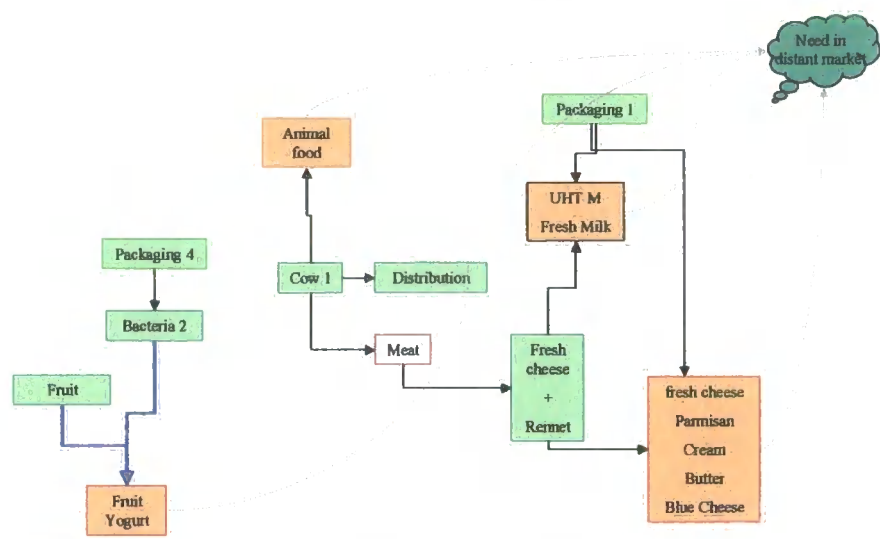 Need in
distant market
Packaging 1
Animal
food
UHT M
Fresh Milk
Packaging 4
Cow 1
Distribution
Bacteria 2
Meat
Fresh
cheese
+
Rennet
Fruit
fresh cheese
Parmisan
Cream
Butter
Blue Cheese
Fruit
Yogurt